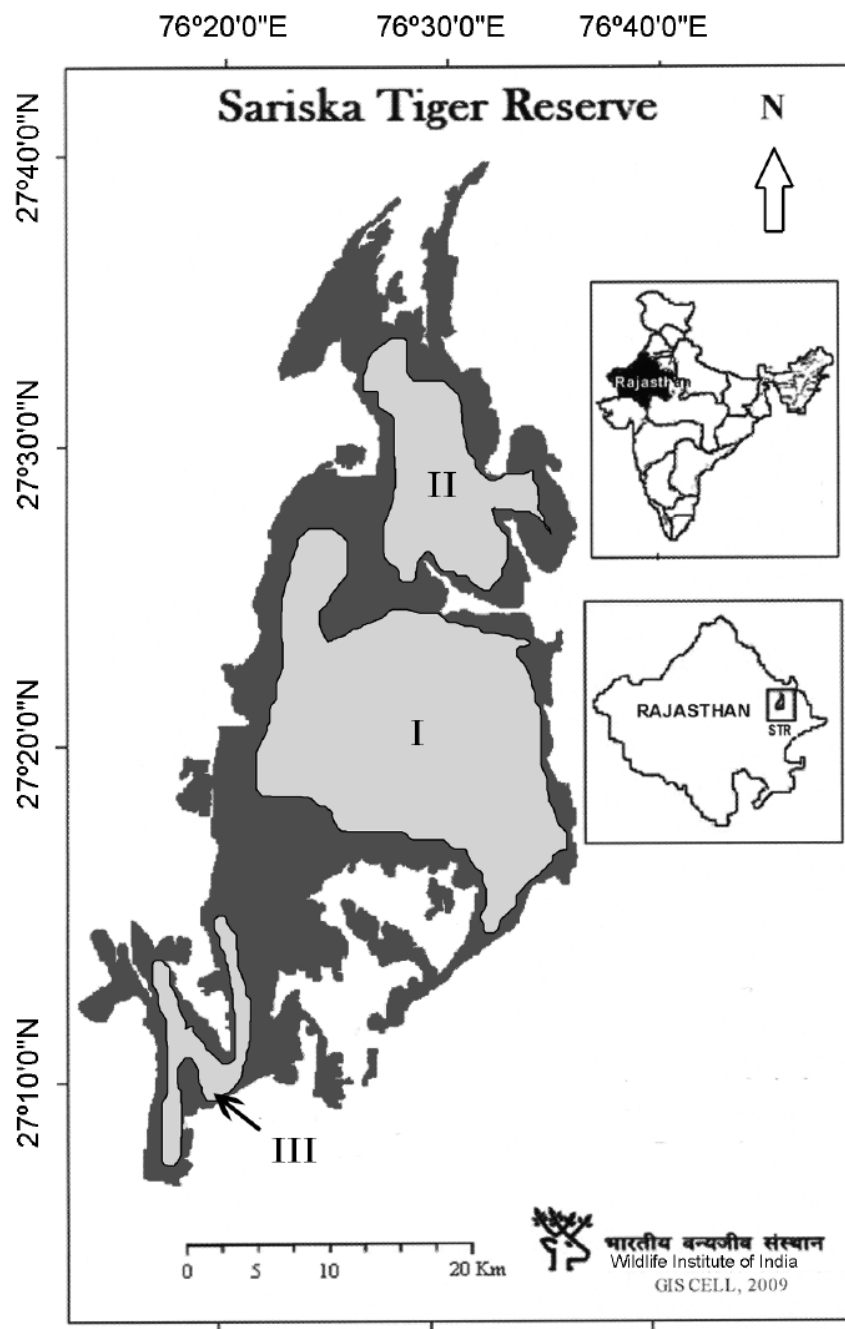 76º20'0"E 76º30'0"E 76º40'0"E
Sariska Tiger Reserve N
27º40'0"N
27º30'0"N
27º20'0"N
27º10'0"N
Rajasthan
II
I
RAJASTHAN
STR
III
0 5 10 20 Km
भारतीय वन्यजीव संस्थान
Wildlife Institute of India
GIS CELL, 2009